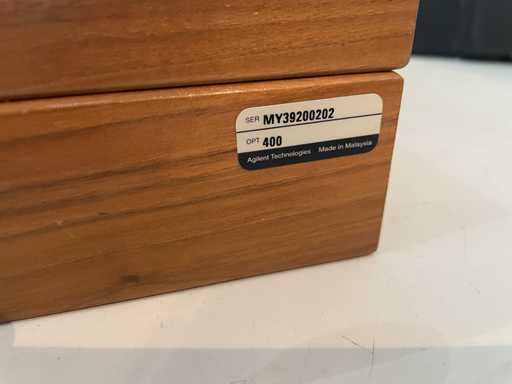 SER MY39200202
OPT 400
Agilent Technologies Made in Malaysia